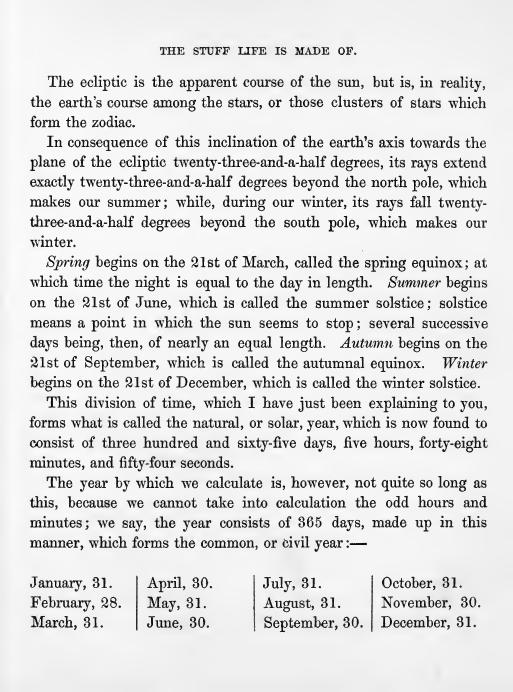 THE STUFF LIFE IS MADE OF.
The ecliptic is the apparent course of the sun, but is, in reality,
the earth's course among the stars, or those clusters of stars which
form the zodiac.
In consequence of this inclination of the earth's axis towards the
plane of the ecliptic twenty-three-and-a-half degrees, its rays extend
exactly twenty-three-and-a-half degrees beyond the north pole, which
makes our summer; while, during our winter, its rays fall twenty-
three-and-a-half degrees beyond the south pole, which makes our
winter.
Spring begins on the 21st of March, called the spring equinox; at
which time the night is equal to the day in length. Summer begins
on the 21st of June, which is called the summer solstice; solstice
means a point in which the sun seems to stop; several successive
days being, then, of nearly an equal length. Autumn begins on the
21st of September, which is called the autumnal equinox. Winter
begins on the 21st of December, which is called the winter solstice.
This division of time, which I have just been explaining to you,
forms what is called the natural, or solar, year, which is now found to
consist of three hundred and sixty-five days, five hours, forty-eight
minutes, and fifty-four seconds.
The year by which we calculate is, however, not quite so long as
this, because we cannot take into calculation the odd hours and
minutes; we say, the year consists of 365 days, made up in this
manner, which forms the common, or civil year:—
January, 31. April, 30. July, 31. October, 31.
February, 28. May, 31. August, 31. November, 30.
March, 31. June, 30. September, 30. December, 31.